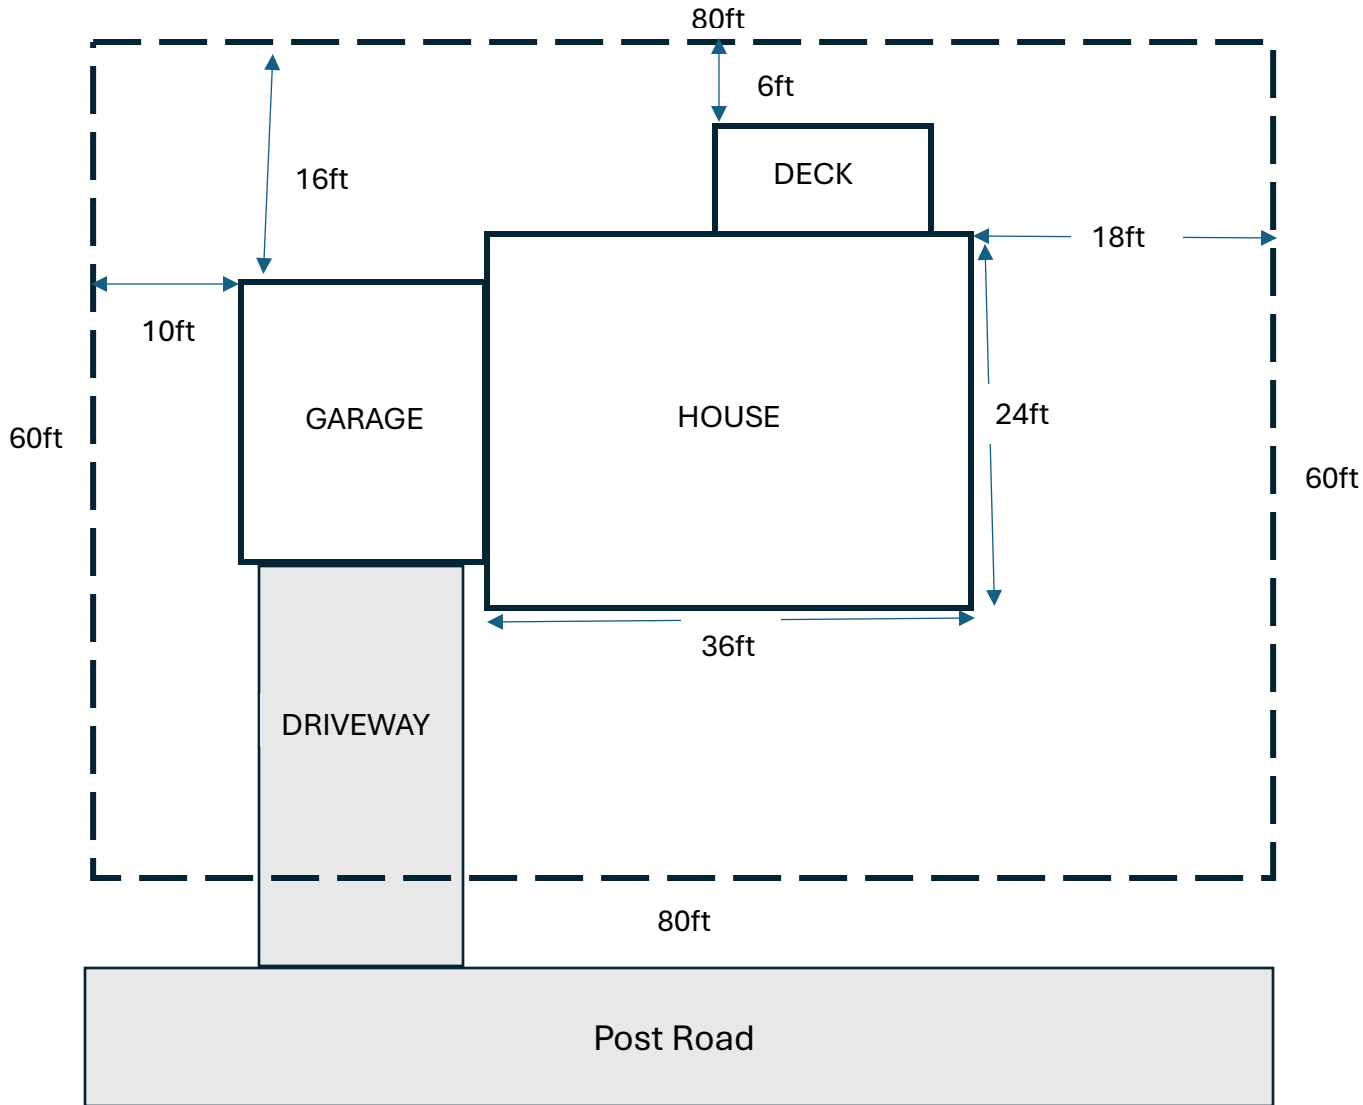 80ft
6ft
DECK
16ft
18ft
10ft
24ft
GARAGE
HOUSE
60ft
60ft
36ft
DRIVEWAY
80ft
Post Road